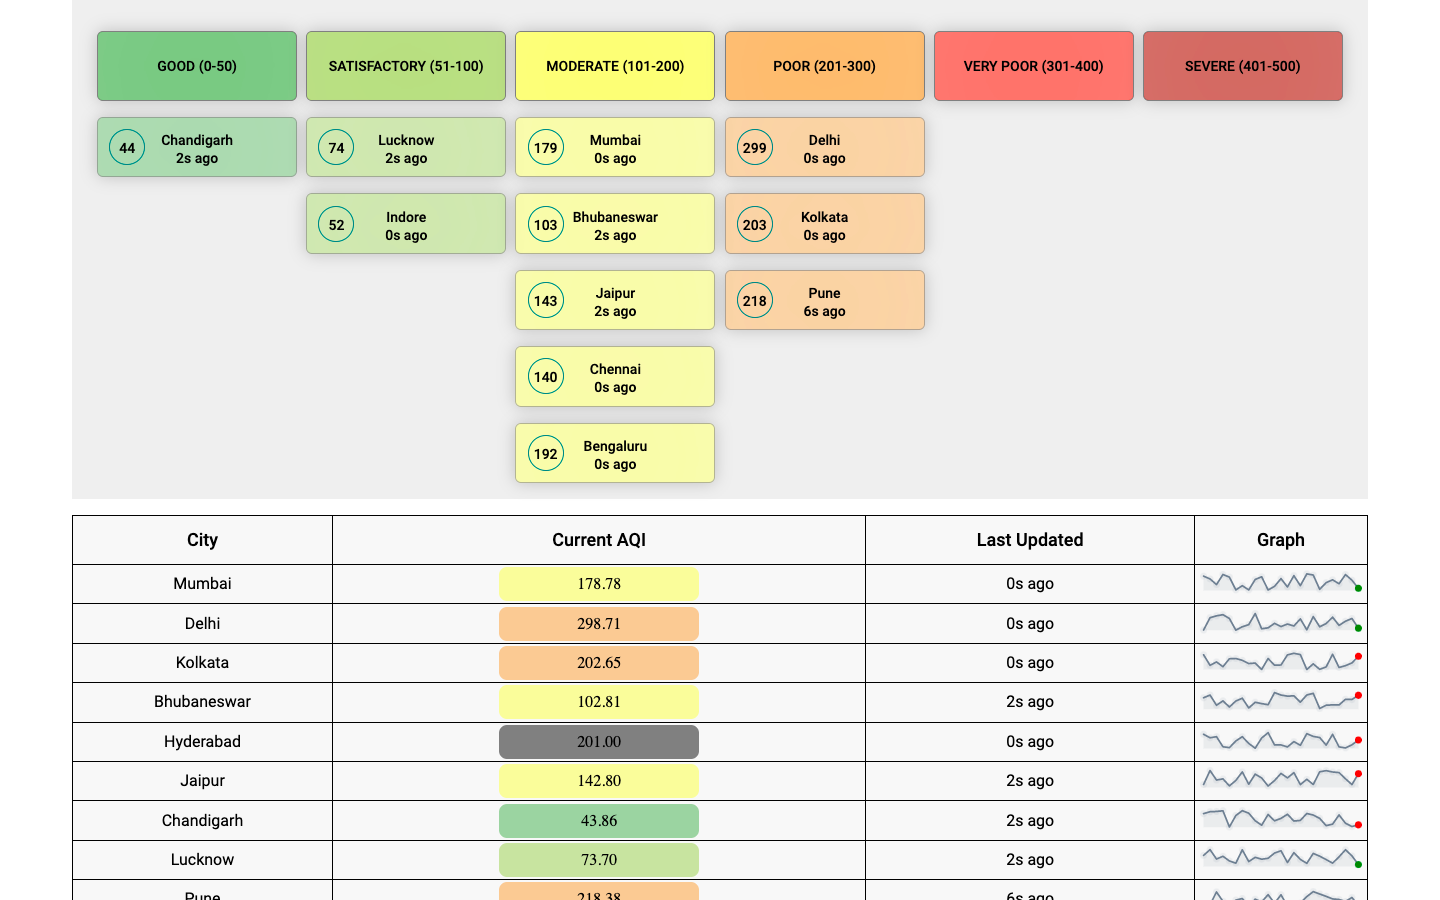 GOOD (0-50) SATISFACTORY (51-100) MODERATE (101-200) POOR (201-300) VERY POOR (301-400) SEVERE (401-500)
44 Chandigarh 2s ago
74 Lucknow 2s ago
179 Mumbai 0s ago
299 Delhi 0s ago
52 Indore 0s ago
103 Bhubaneswar 2s ago
203 Kolkata 0s ago
143 Jaipur 2s ago
218 Pune 6s ago
140 Chennai 0s ago
192 Bengaluru 0s ago
City Current AQI Last Updated Graph
Mumbai 178.78 0s ago
Delhi 298.71 0s ago
Kolkata 202.65 0s ago
Bhubaneswar 102.81 2s ago
Hyderabad 201.00 0s ago
Jaipur 142.80 2s ago
Chandigarh 43.86 2s ago
Lucknow 73.70 2s ago
Pune 218.38 6s ago